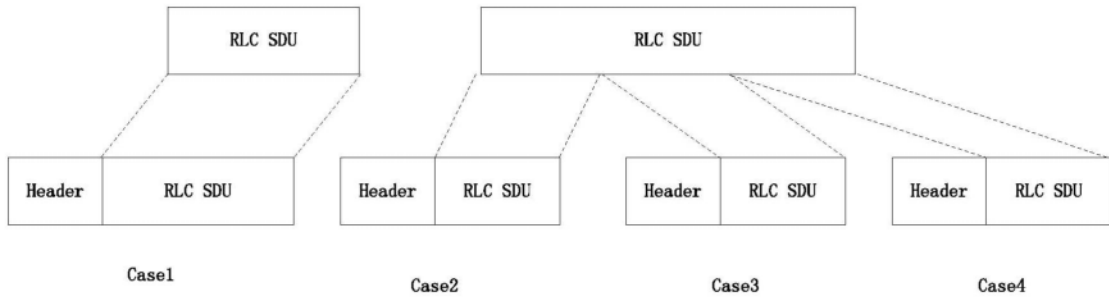 RLC SDU
RLC SDU
Header
RLC SDU
Header
RLC SDU
Header
RLC SDU
Header
RLC SDU
Case1
Case2
Case3
Case4